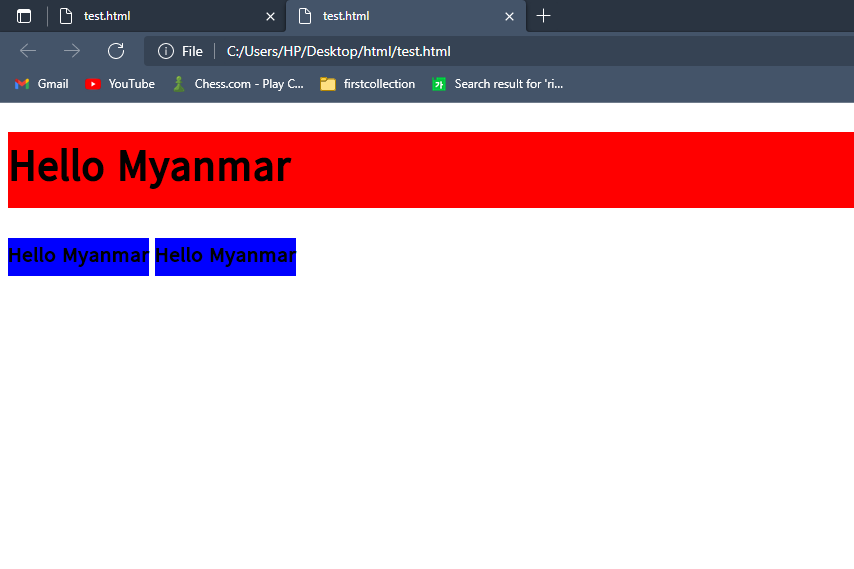 test.html
test.html
File
C:/Users/HP/Desktop/html/test.html
Gmail
YouTube
Chess.com - Play C...
firstcollection
가
Search result for 'ri...
Hello Myanmar
Hello Myanmar Hello Myanmar